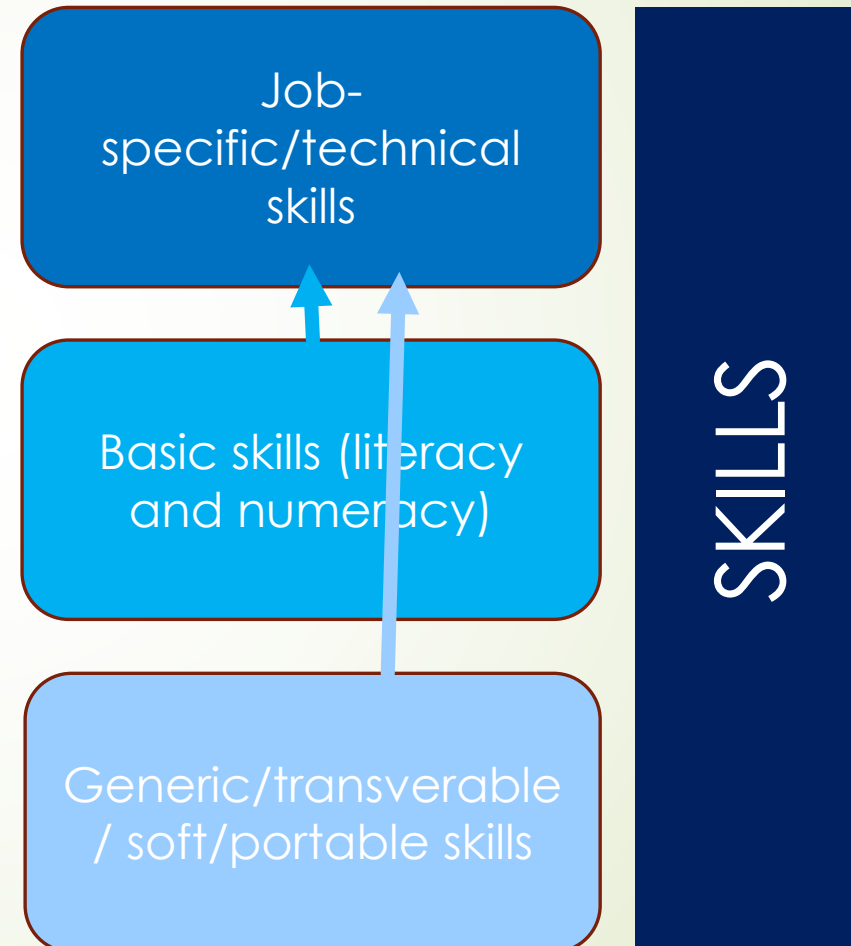 Job-
specific/technical
skills
Basic skills (literacy
and numeracy)
Generic/transverable
/ soft/portable skills
SKILLS